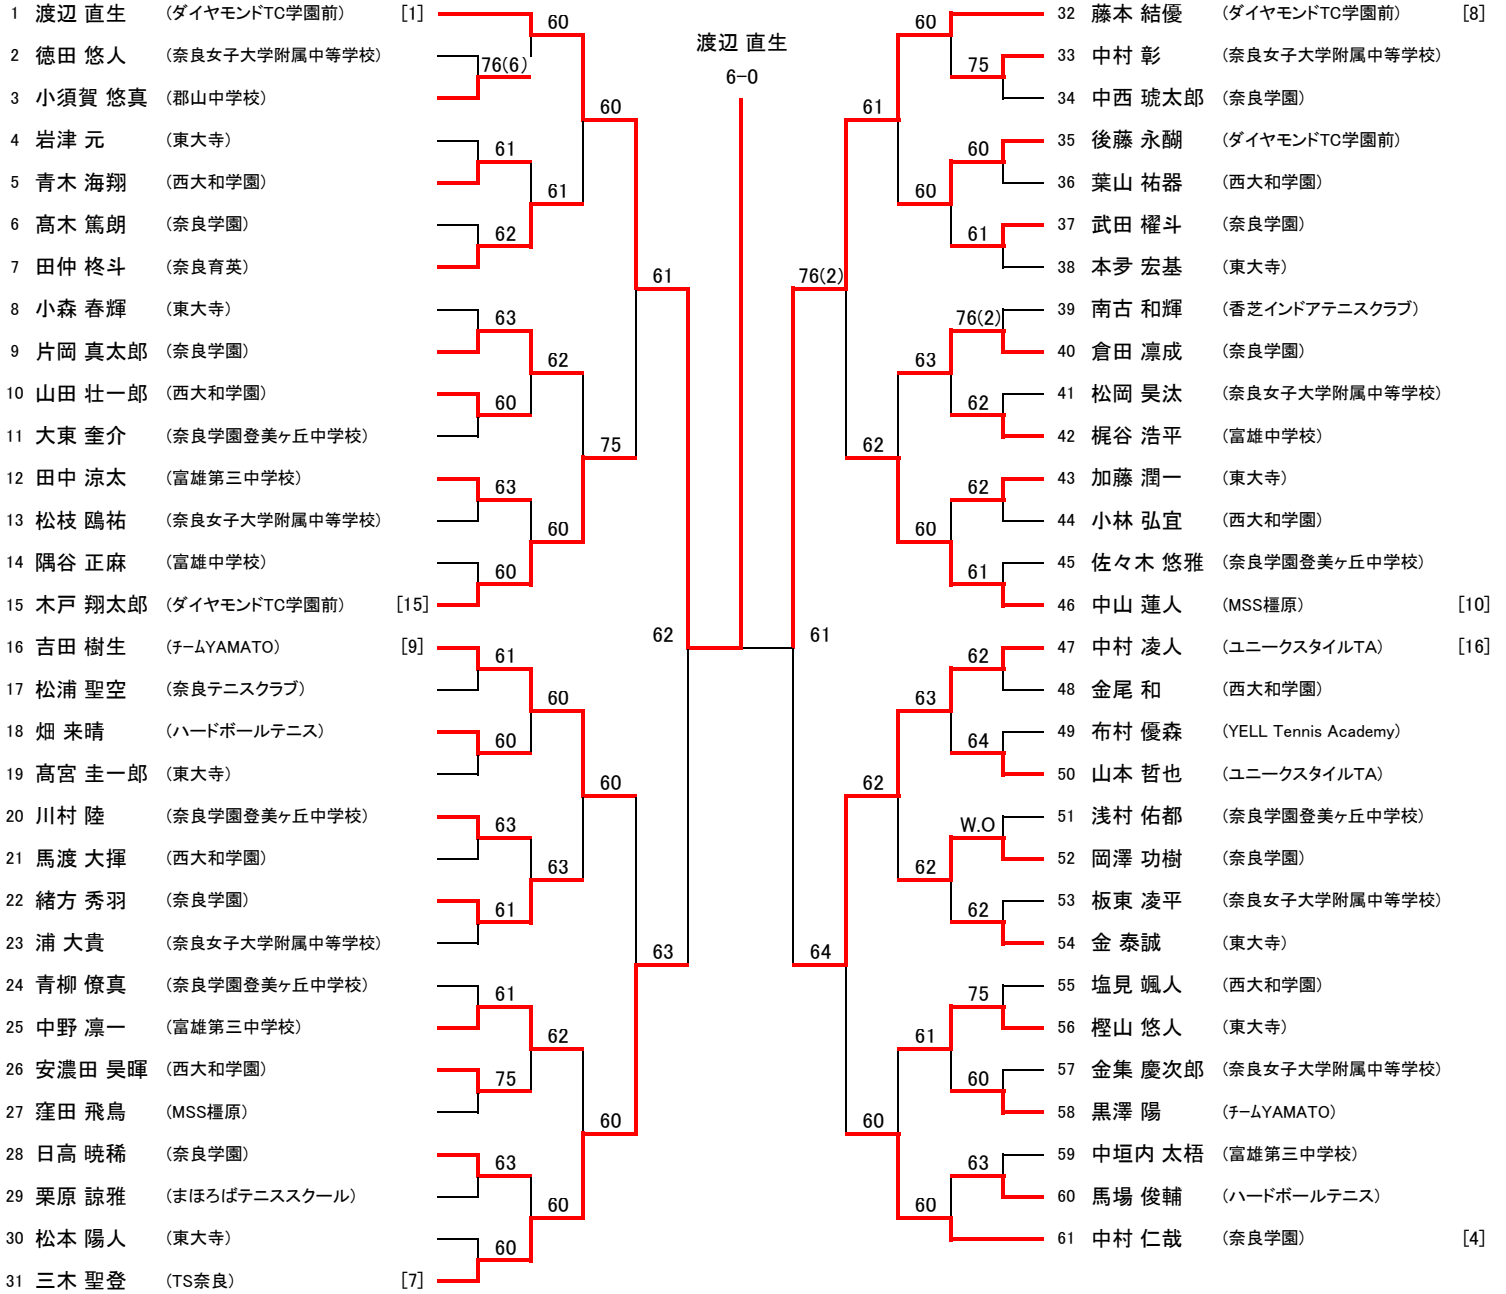 渡辺 直生
6-0
1 渡辺 直生 (ダイヤモンドTC学園前) [1]
2 徳田 悠人 (奈良女子大学附属中等学校)
3 小須賀 悠真 (郡山中学校)
4 岩津 元 (東大寺)
5 青木 海翔 (西大和学園)
6 髙木 篤朗 (奈良学園)
7 田仲 柊斗 (奈良育英)
8 小森 春輝 (東大寺)
9 片岡 真太郎 (奈良学園)
10 山田 壮一郎 (西大和学園)
11 大東 奎介 (奈良学園登美ヶ丘中学校)
12 田中 涼太 (富雄第三中学校)
13 松枝 鴎祐 (奈良女子大学附属中等学校)
14 隅谷 正麻 (富雄中学校)
15 木戸 翔太郎 (ダイヤモンドTC学園前) [15]
16 吉田 樹生 (チームYAMATO) [9]
17 松浦 聖空 (奈良テニスクラブ)
18 畑 来晴 (ハードボールテニス)
19 髙宮 圭一郎 (東大寺)
20 川村 陸 (奈良学園登美ヶ丘中学校)
21 馬渡 大揮 (西大和学園)
22 緒方 秀羽 (奈良学園)
23 浦 大貴 (奈良女子大学附属中等学校)
24 青柳 僚真 (奈良学園登美ヶ丘中学校)
25 中野 凛一 (富雄第三中学校)
26 安濃田 昊暉 (西大和学園)
27 窪田 飛鳥 (MSS橿原)
28 日高 暁稀 (奈良学園)
29 栗原 諒雅 (まほろばテニススクール)
30 松本 陽人 (東大寺)
31 三木 聖登 (TS奈良) [7]
76(6)
61
62
63
60
63
60
61
60
63
61
61
75
63
60
60
61
62
60
60
63
62
60
60
75
60
60
61
63
62
61
76(2)
64
61
62
60
62
60
60
63
60
63
62
61
60
75
60
61
76(2)
62
62
61
62
64
W.O
62
75
60
63
32 藤本 結優 (ダイヤモンドTC学園前) [8]
33 中村 彰 (奈良女子大学附属中等学校)
34 中西 琥太郎 (奈良学園)
35 後藤 永醐 (ダイヤモンドTC学園前)
36 葉山 祐器 (西大和学園)
37 武田 櫂斗 (奈良学園)
38 本夛 宏基 (東大寺)
39 南古 和輝 (香芝インドアテニスクラブ)
40 倉田 凛成 (奈良学園)
41 松岡 昊汰 (奈良女子大学附属中等学校)
42 梶谷 浩平 (富雄中学校)
43 加藤 潤一 (東大寺)
44 小林 弘宜 (西大和学園)
45 佐々木 悠雅 (奈良学園登美ヶ丘中学校)
46 中山 蓮人 (MSS橿原) [10]
47 中村 凌人 (ユニークスタイルTA) [16]
48 金尾 和 (西大和学園)
49 布村 優森 (YELL Tennis Academy)
50 山本 哲也 (ユニークスタイルTA)
51 浅村 佑都 (奈良学園登美ヶ丘中学校)
52 岡澤 功樹 (奈良学園)
53 板東 凌平 (奈良女子大学附属中等学校)
54 金 泰誠 (東大寺)
55 塩見 颯人 (西大和学園)
56 樫山 悠人 (東大寺)
57 金集 慶次郎 (奈良女子大学附属中等学校)
58 黒澤 陽 (チームYAMATO)
59 中垣内 太梧 (富雄第三中学校)
60 馬場 俊輔 (ハードボールテニス)
61 中村 仁哉 (奈良学園) [4]